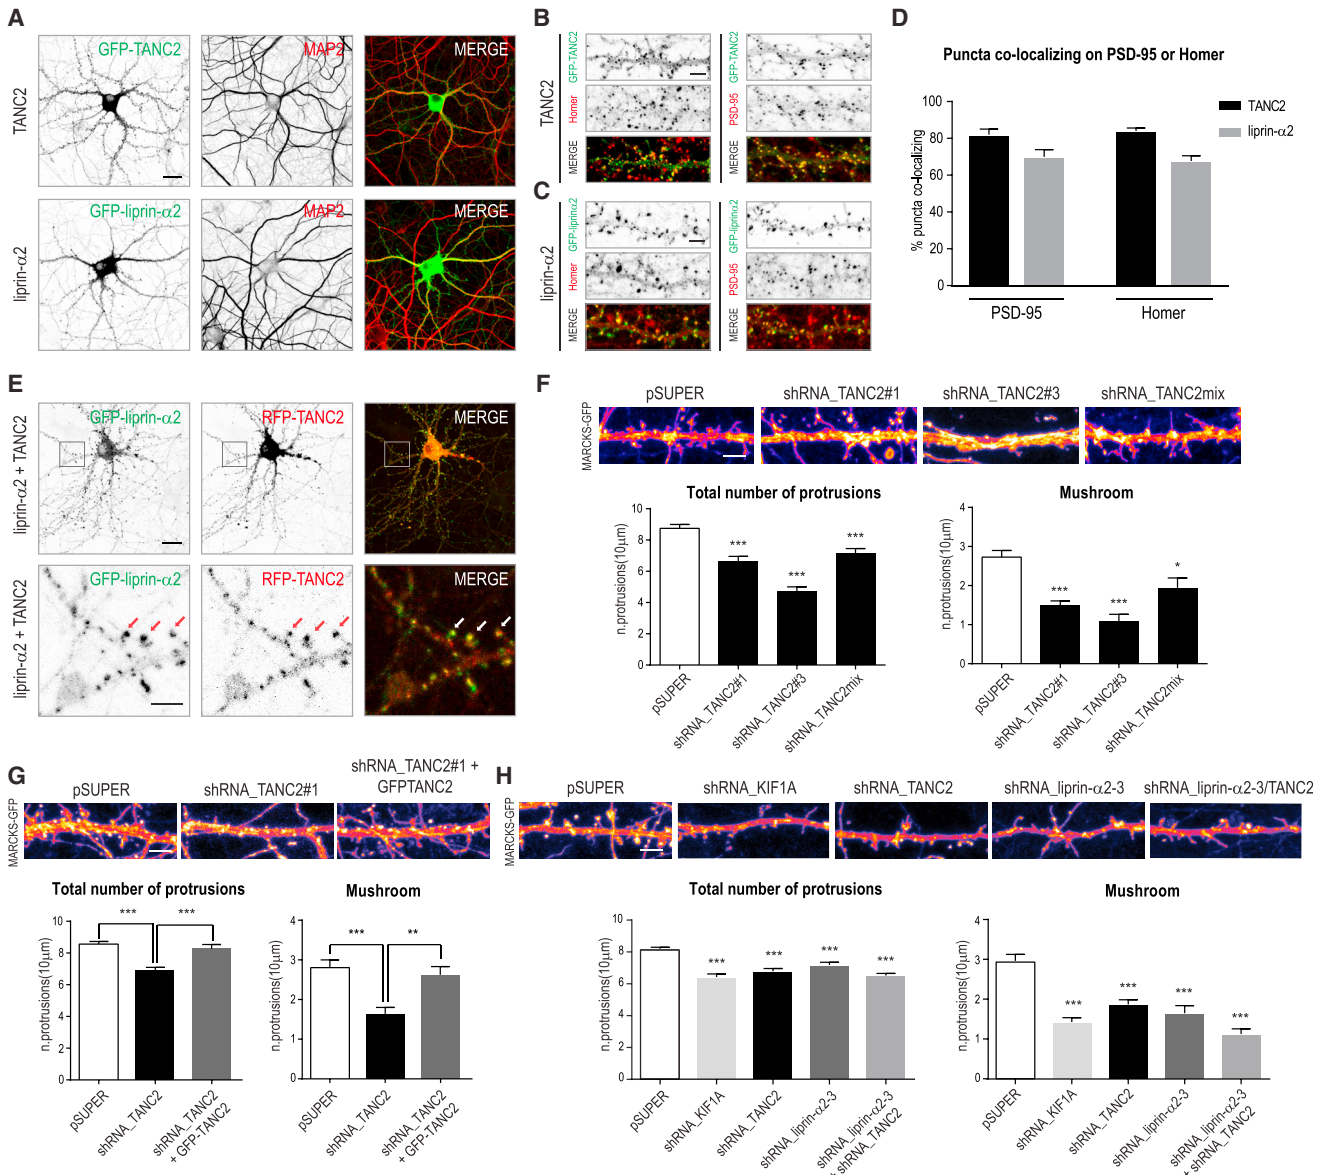 A
TANC2
GFP-TANC2
MAP2
MERGE
liprin-α2
GFP-liprin-α2
MAP2
MERGE
B
TANC2
GFP-TANC2
Homer
MERGE
GFP-TANC2
PSD-95
MERGE
C
liprin-α2
GFP-liprinα2
Homer
MERGE
GFP-liprinα2
PSD-95
MERGE
D
Puncta co-localizing on PSD-95 or Homer
% puncta co-localizing
100
80
60
40
20
0
PSD-95
Homer
TANC2
liprin-α2
E
liprin-α2 + TANC2
GFP-liprin-α2
RFP-TANC2
MERGE
liprin-α2 + TANC2
GFP-liprin-α2
RFP-TANC2
MERGE
F
MARCKS-GFP
pSUPER
shRNA_TANC2#1
shRNA_TANC2#3
shRNA_TANC2mix
Total number of protrusions
n.protrusions(10μm)
10
8
6
4
2
0
***
***
***
pSUPER
shRNA_TANC2#1
shRNA_TANC2#3
shRNA_TANC2mix
Mushroom
n.protrusions(10μm)
4
3
2
1
0
***
***
*
pSUPER
shRNA_TANC2#1
shRNA_TANC2#3
shRNA_TANC2mix
G
MARCKS-GFP
pSUPER
shRNA_TANC2#1
shRNA_TANC2#1 +
GFPTANC2
Total number of protrusions
n.protrusions(10μm)
10
8
6
4
2
0
***
***
pSUPER
shRNA_TANC2
shRNA_TANC2
+ GFP-TANC2
Mushroom
n.protrusions(10μm)
4
3
2
1
0
***
**
pSUPER
shRNA_TANC2
shRNA_TANC2
+ GFP-TANC2
H
MARCKS-GFP
pSUPER
shRNA_KIF1A
shRNA_TANC2
shRNA_liprin-α2-3
shRNA_liprin-α2-3/TANC2
Total number of protrusions
n.protrusions(10μm)
10
8
6
4
2
0
***
***
***
***
pSUPER
shRNA_KIF1A
shRNA_TANC2
shRNA_liprin-α2-3
shRNA_liprin-α2-3
+ shRNA_TANC2
Mushroom
n.protrusions(10μm)
4
3
2
1
0
***
***
***
***
pSUPER
shRNA_KIF1A
shRNA_TANC2
shRNA_liprin-α2-3
shRNA_liprin-α2-3
+ shRNA_TANC2